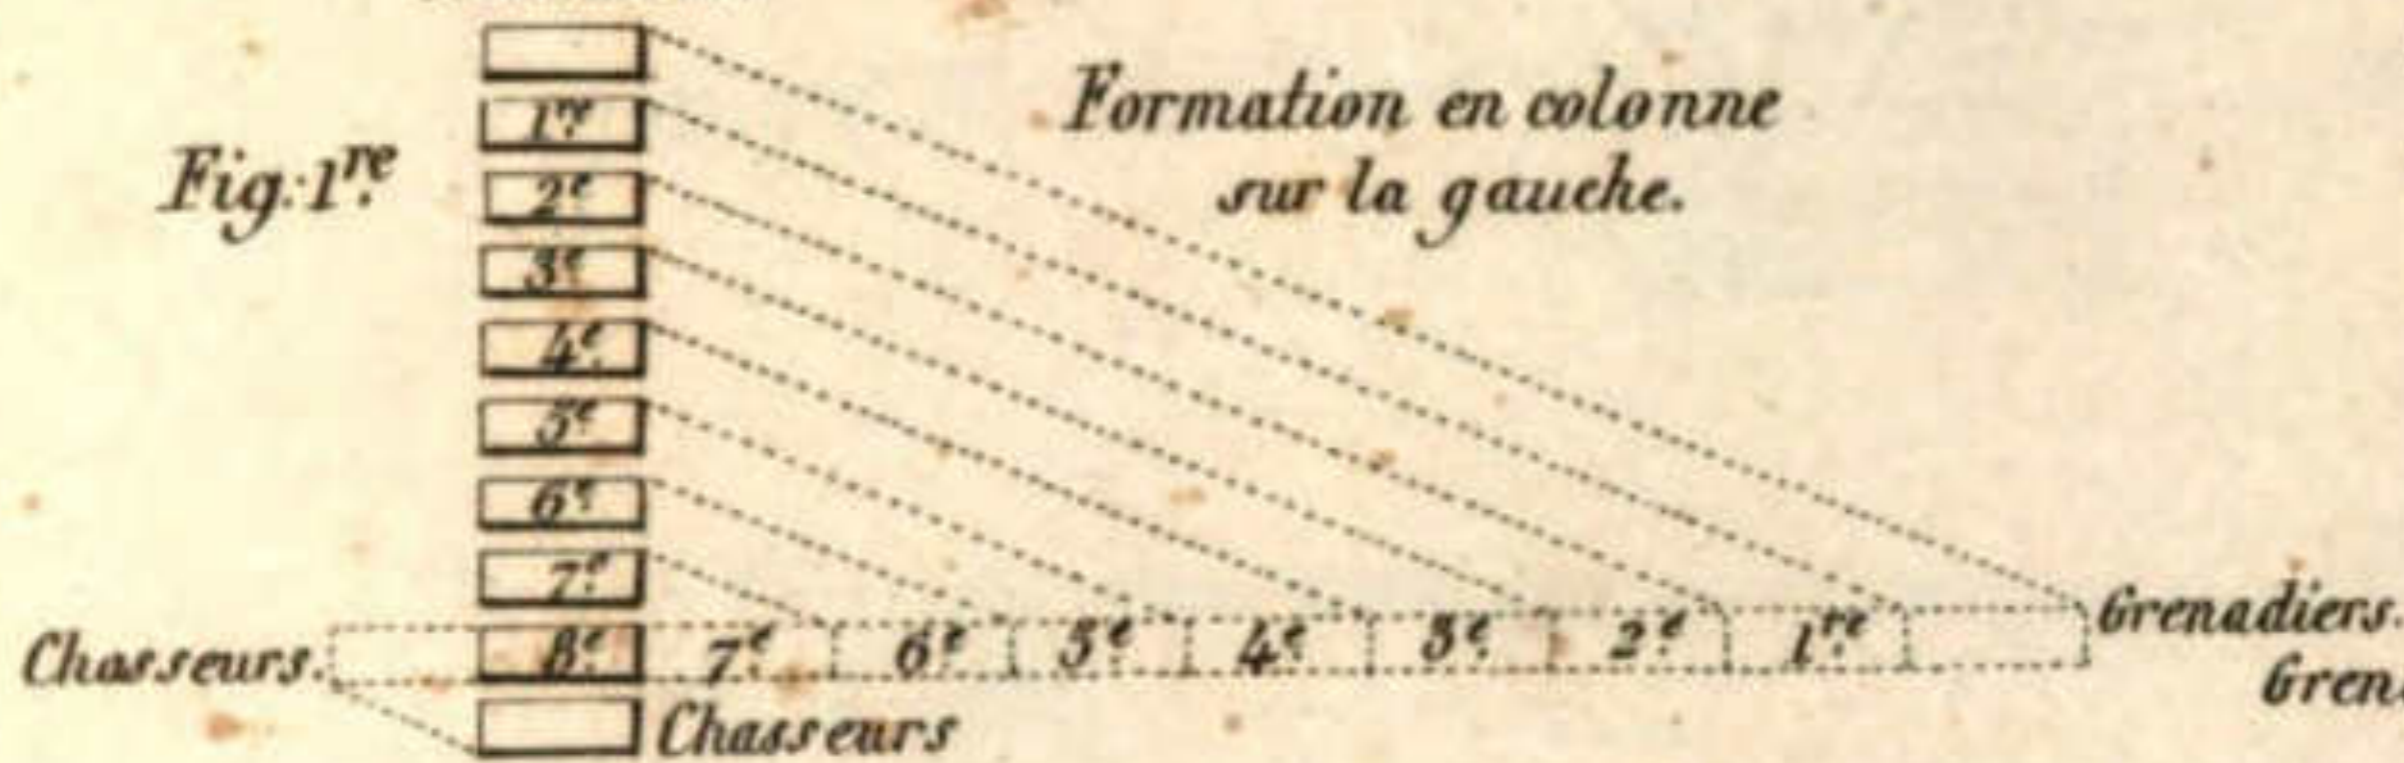 Fig. 1re
Formation en colonne
sur la gauche.
1re
2e
3e
4e
5e
6e
7e
Chasseurs. 8e 7e 6e 5e 4e 3e 2e 1re Grenadiers.
Chasseurs
Gren